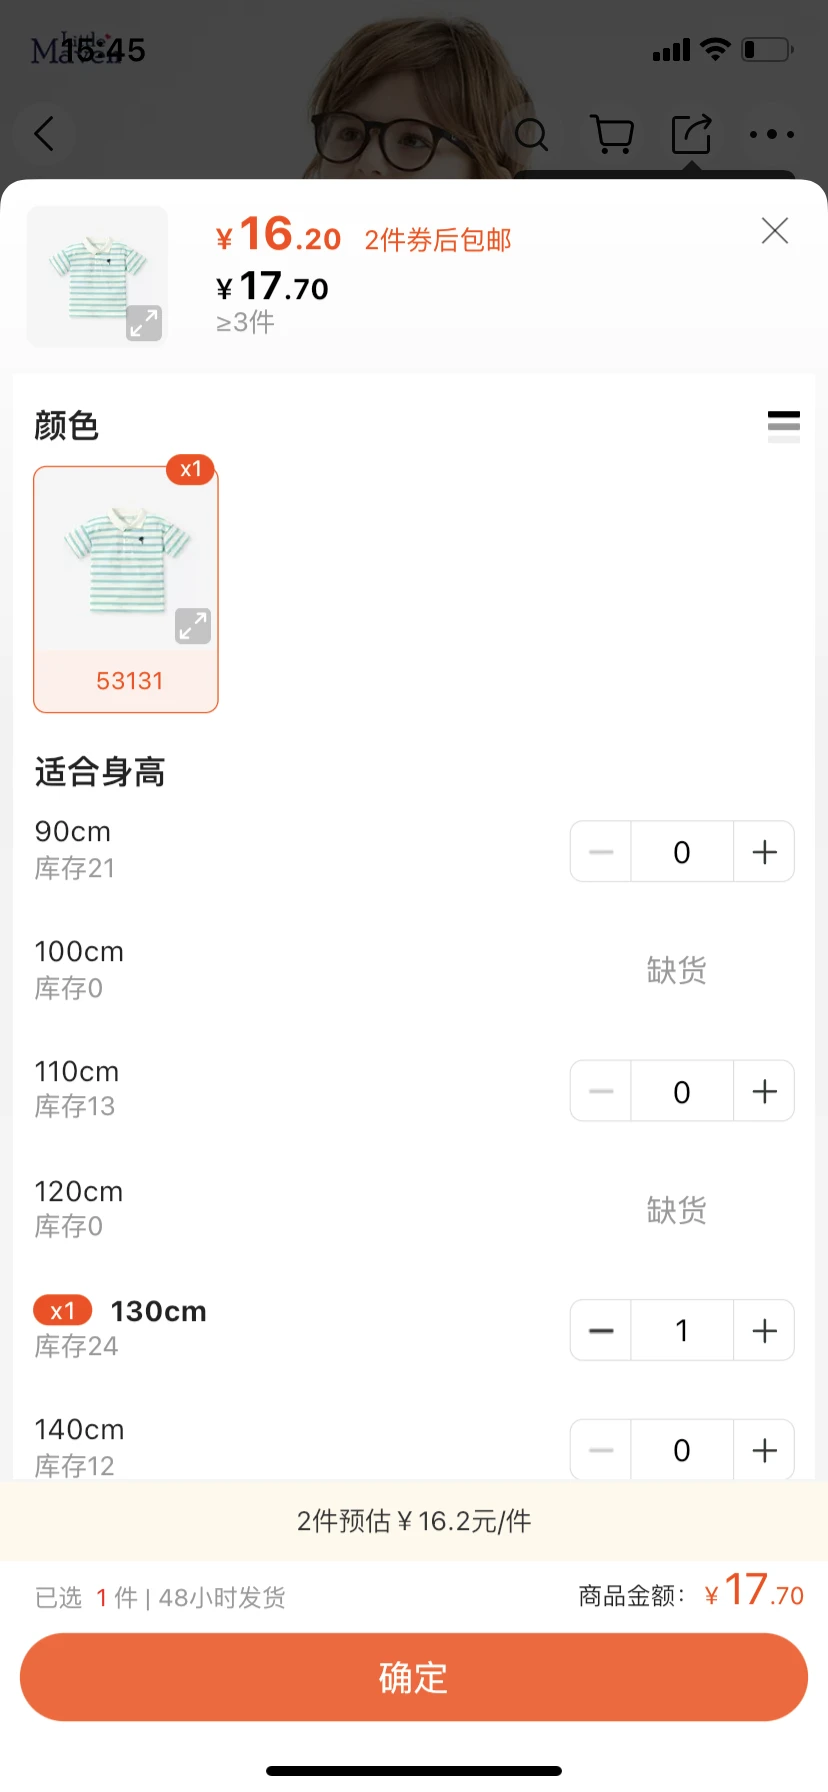 Little
Maven
15:45
¥16.20 2件券后包邮
¥17.70
≥3件
颜色
x1
53131
适合身高
90cm
库存21
0
100cm
库存0
缺货
110cm
库存13
0
120cm
库存0
缺货
x1 130cm
库存24
1
140cm
库存12
0
2件预估¥16.2元/件
已选 1 件 | 48小时发货
商品金额: ¥17.70
确定